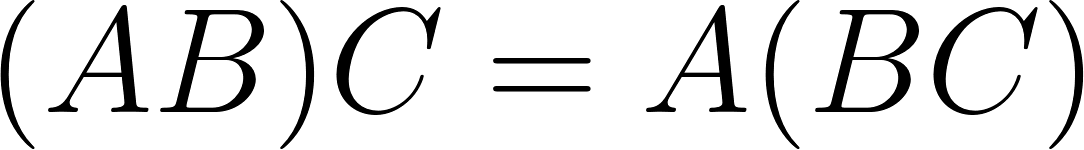 (AB)C = A(BC)